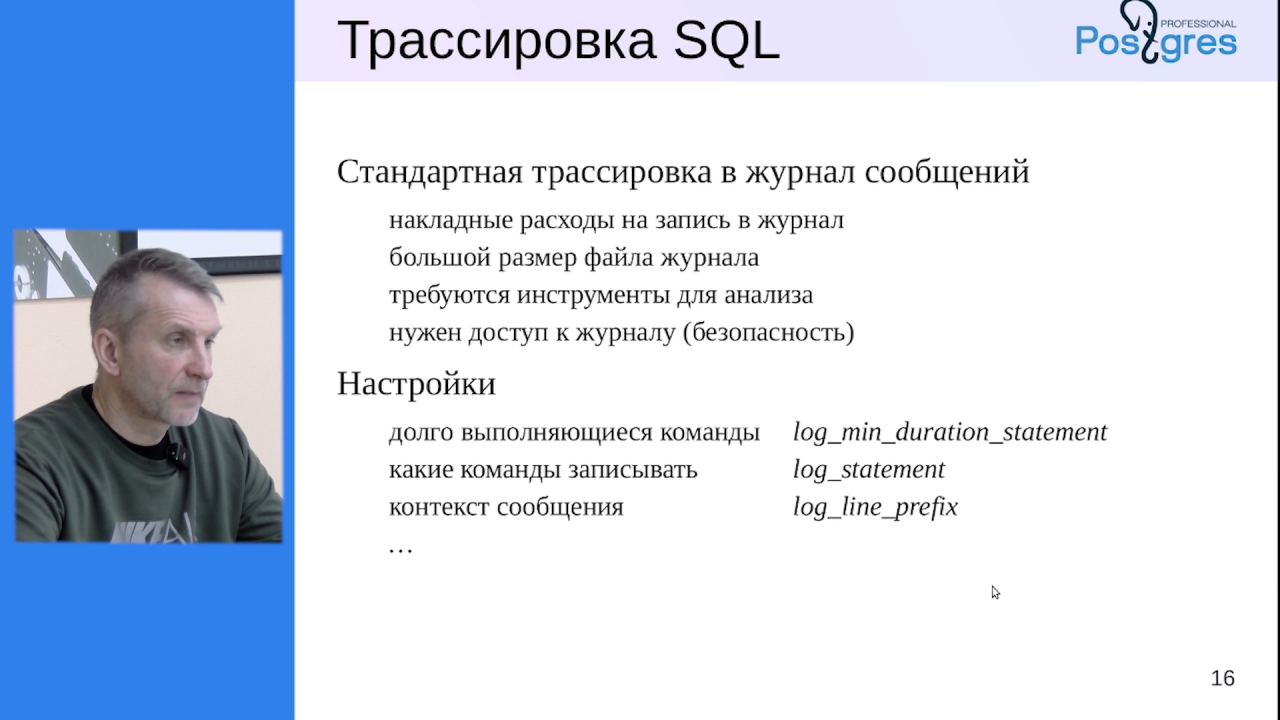 Трассировка SQL
PROFESSIONAL
Postgres
Стандартная трассировка в журнал сообщений
накладные расходы на запись в журнал
большой размер файла журнала
требуются инструменты для анализа
нужен доступ к журналу (безопасность)
Настройки
долго выполняющиеся команды log_min_duration_statement
какие команды записывать log_statement
контекст сообщения log_line_prefix
…
16